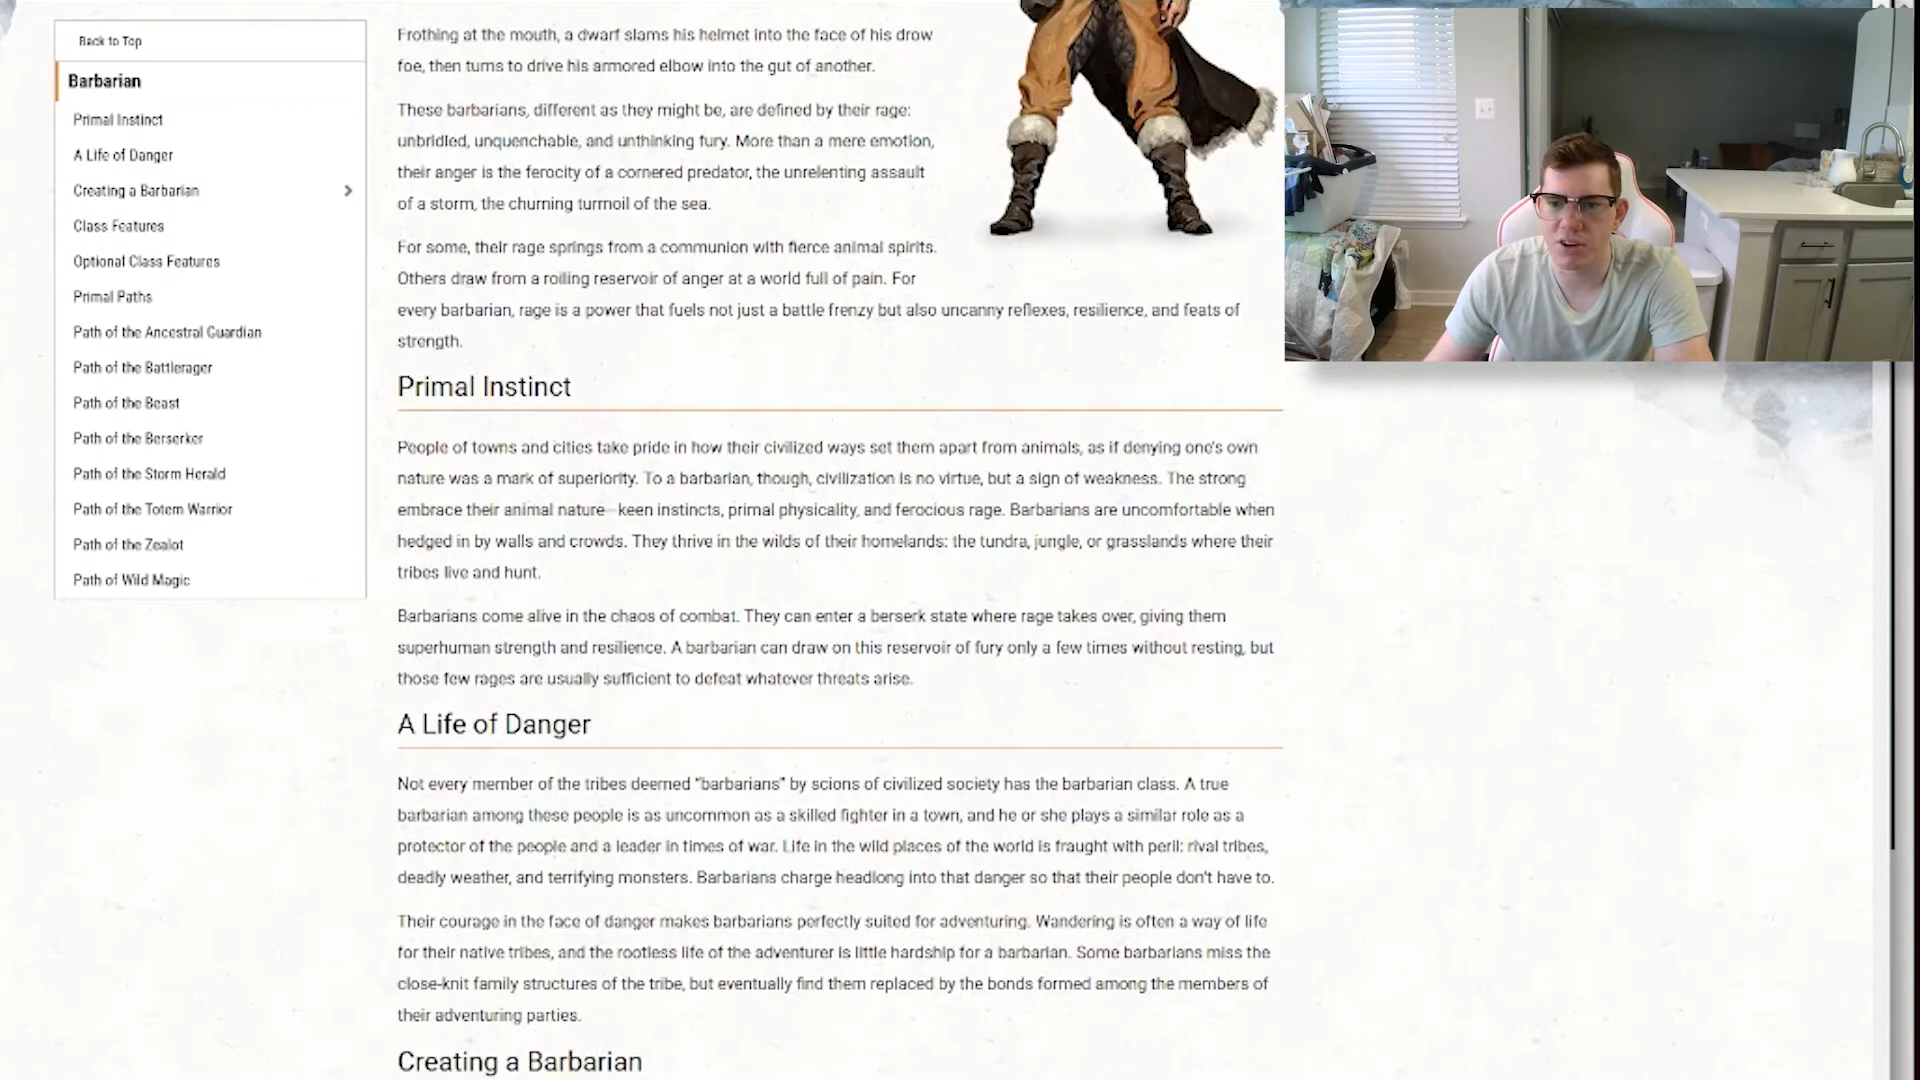 Back to Top
Barbarian
Primal Instinct
A Life of Danger
Creating a Barbarian
Class Features
Optional Class Features
Primal Paths
Path of the Ancestral Guardian
Path of the Battlerager
Path of the Beast
Path of the Berserker
Path of the Storm Herald
Path of the Totem Warrior
Path of the Zealot
Path of Wild Magic
Frothing at the mouth, a dwarf slams his helmet into the face of his drow
foe, then turns to drive his armored elbow into the gut of another.
These barbarians, different as they might be, are defined by their rage:
unbridled, unquenchable, and unthinking fury. More than a mere emotion,
their anger is the ferocity of a cornered predator, the unrelenting assault
of a storm, the churning turmoil of the sea.
For some, their rage springs from a communion with fierce animal spirits.
Others draw from a roiling reservoir of anger at a world full of pain. For
every barbarian, rage is a power that fuels not just a battle frenzy but also uncanny reflexes, resilience, and feats of
strength.
Primal Instinct
People of towns and cities take pride in how their civilized ways set them apart from animals, as if denying one's own
nature was a mark of superiority. To a barbarian, though, civilization is no virtue, but a sign of weakness. The strong
embrace their animal nature—keen instincts, primal physicality, and ferocious rage. Barbarians are uncomfortable when
hedged in by walls and crowds. They thrive in the wilds of their homelands: the tundra, jungle, or grasslands where their
tribes live and hunt.
Barbarians come alive in the chaos of combat. They can enter a berserk state where rage takes over, giving them
superhuman strength and resilience. A barbarian can draw on this reservoir of fury only a few times without resting, but
those few rages are usually sufficient to defeat whatever threats arise.
A Life of Danger
Not every member of the tribes deemed "barbarians" by scions of civilized society has the barbarian class. A true
barbarian among these people is as uncommon as a skilled fighter in a town, and he or she plays a similar role as a
protector of the people and a leader in times of war. Life in the wild places of the world is fraught with peril: rival tribes,
deadly weather, and terrifying monsters. Barbarians charge headlong into that danger so that their people don't have to.
Their courage in the face of danger makes barbarians perfectly suited for adventuring. Wandering is often a way of life
for their native tribes, and the rootless life of the adventurer is little hardship for a barbarian. Some barbarians miss the
close-knit family structures of the tribe, but eventually find them replaced by the bonds formed among the members of
their adventuring parties.
Creating a Barbarian